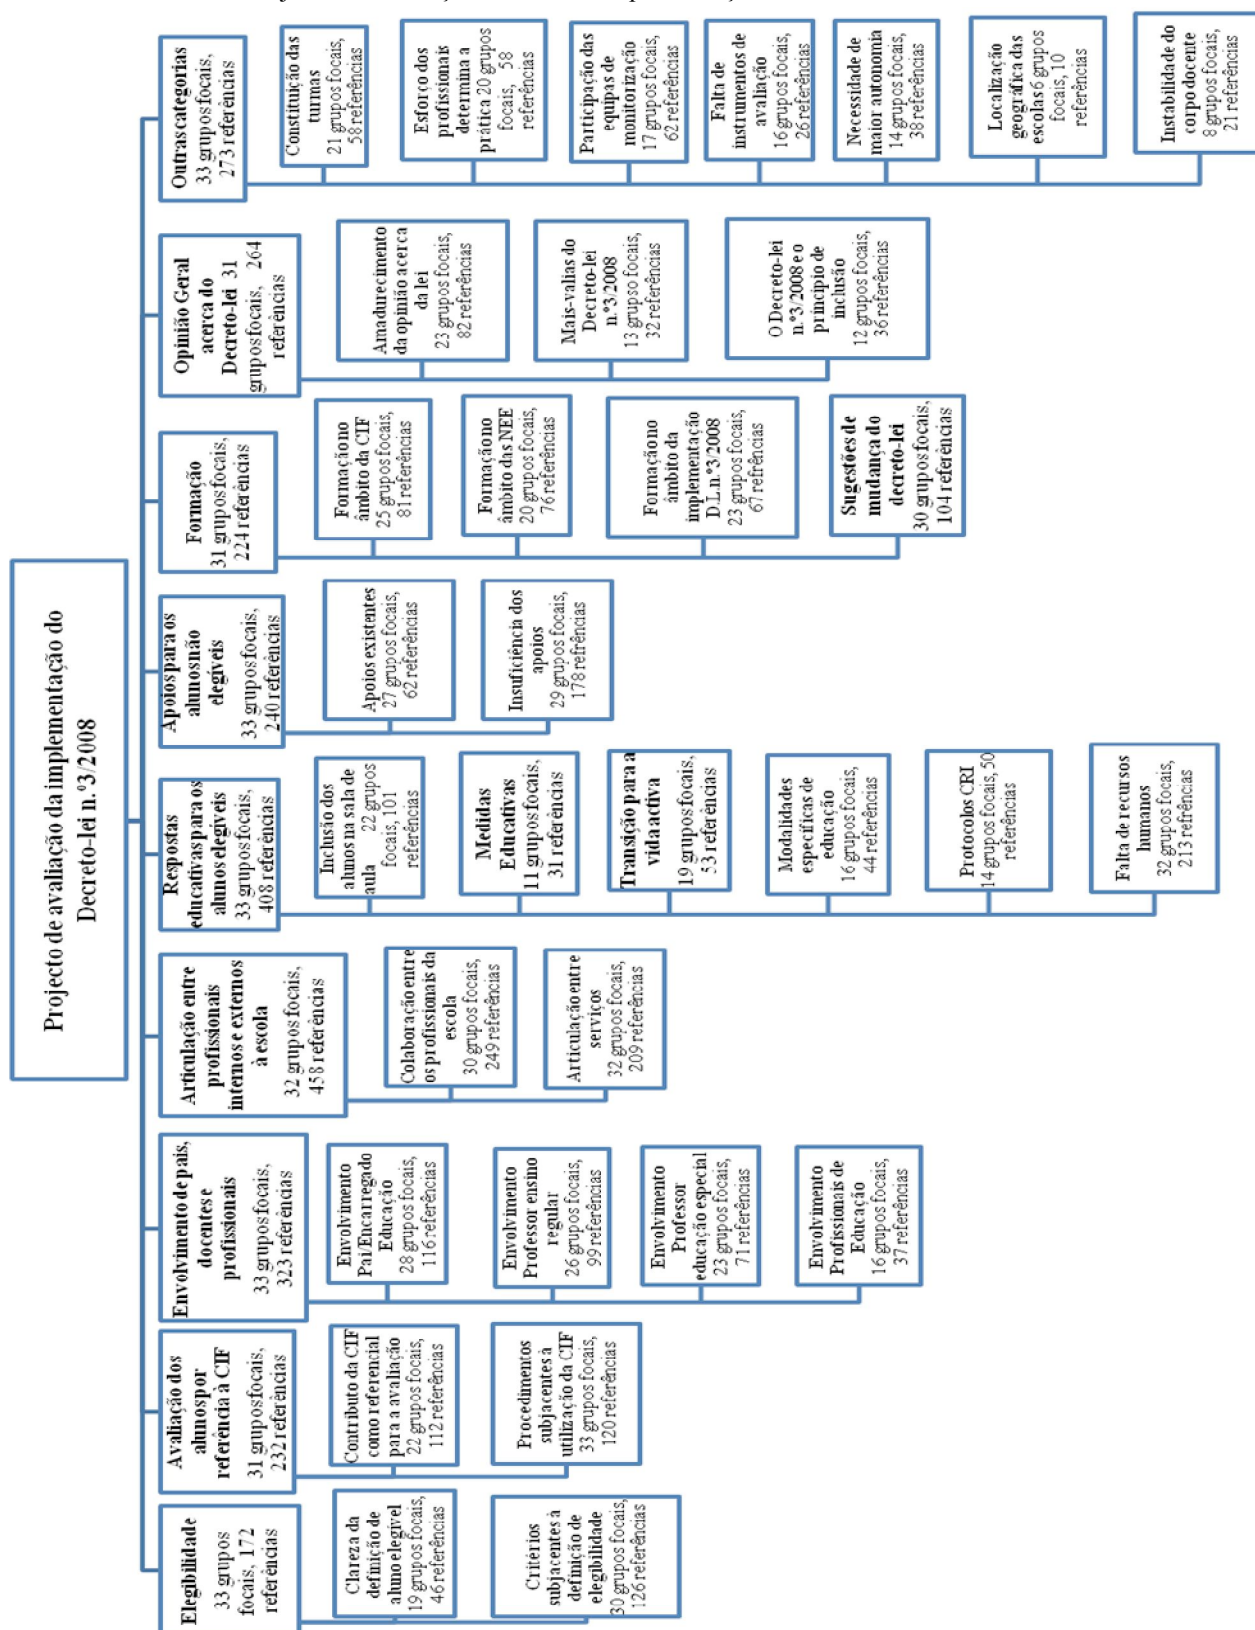 Projecto de avaliação da implementação do
Decreto-lei n.º3/2008
Elegibilidade
33 grupos
focais, 172
referências
Clareza da
definição de
aluno elegível
19 grupos focais,
46 referências
Critérios
subjacentes à
definição de
elegibilidade
30 grupos focais,
126 referências
Avaliação dos
alunos por
referência à CIF
31 grupos focais,
232 referências
Contributo da CIF
como referencial
para a avaliação
22 grupos focais,
112 referências
Procedimentos
subjacentes à
utilização da CIF
33 grupos focais,
120 referências
Envolvimento de pais,
docentes e
profissionais
33 grupos focais,
323 referências
Envolvimento
Pai/Encarregado
Educação
28 grupos focais,
116 referências
Envolvimento
Professor ensino
regular
26 grupos focais,
99 referências
Envolvimento
Professor
educação especial
23 grupos focais,
71 referências
Envolvimento
Profissionais de
Educação
16 grupos focais,
37 referências
Articulação entre
profissionais
internos e externos
à escola
32 grupos focais,
458 referências
Colaboração entre
os profissionais da
escola
30 grupos focais,
249 referências
Articulação entre
serviços
32 grupos focais,
209 referências
Respostas
educativas para os
alunos elegíveis
33 grupos focais,
408 referências
Inclusão dos
alunos na sala de
aula 22 grupos
focais, 101
referências
Medidas
Educativas
11 grupos focais,
31 referências
Transição para a
vida activa
19 grupos focais,
53 referências
Modalidades
específicas de
educação
16 grupos focais,
44 referências
Protocolos CRI
14 grupos focais, 50
referências
Falta de recursos
humanos
32 grupos focais,
213 refrências
Apoios para os
alunos não
elegíveis
33 grupos focais,
240 referências
Apoios existentes
27 grupos focais,
62 referências
Insuficiência dos
apoios
29 grupos focais,
178 refrências
Formação
31 grupos focais,
224 referências
Formação no
âmbito da CIF
25 grupos focais,
81 referências
Formação no
âmbito das NEE
20 grupos focais,
76 referências
Formação no
âmbito da
implementação
D.L.n.º3/2008
23 grupos focais,
67 refrências
Sugestões de
mudança do
decreto-lei
30 grupos focais,
104 referências
Opinião Geral
acerca do
Decreto-lei 31
grupos focais, 264
referências
Amadurecimento
da opinião acerca
da lei
23 grupos focais,
82 referências
Mais-valias do
Decreto-lei
n.º3/2008
13 grupso focais,
32 referências
O Decreto-lei
n.º3/2008 e o
princípio de
inclusão
12 grupos focais,
36 referências
Outras categorias
33 grupos focais,
273 referências
Constituição das
turmas
21 grupos focais,
58 referências
Esforço dos
profissionais
determina a
prática 20 grupos
focais, 58
referências
Participação das
equipas de
monitorização
17 grupos focais,
62 referências
Falta de
instrumentos de
avaliação
16 grupos focais,
26 referências
Necessidade de
maior autonomia
14 grupos focais,
38 referências
Localização
geográfica das
escolas 6 grupos
focais, 10
referências
Instabilidade do
corpo docente
8 grupos focais,
21 referências